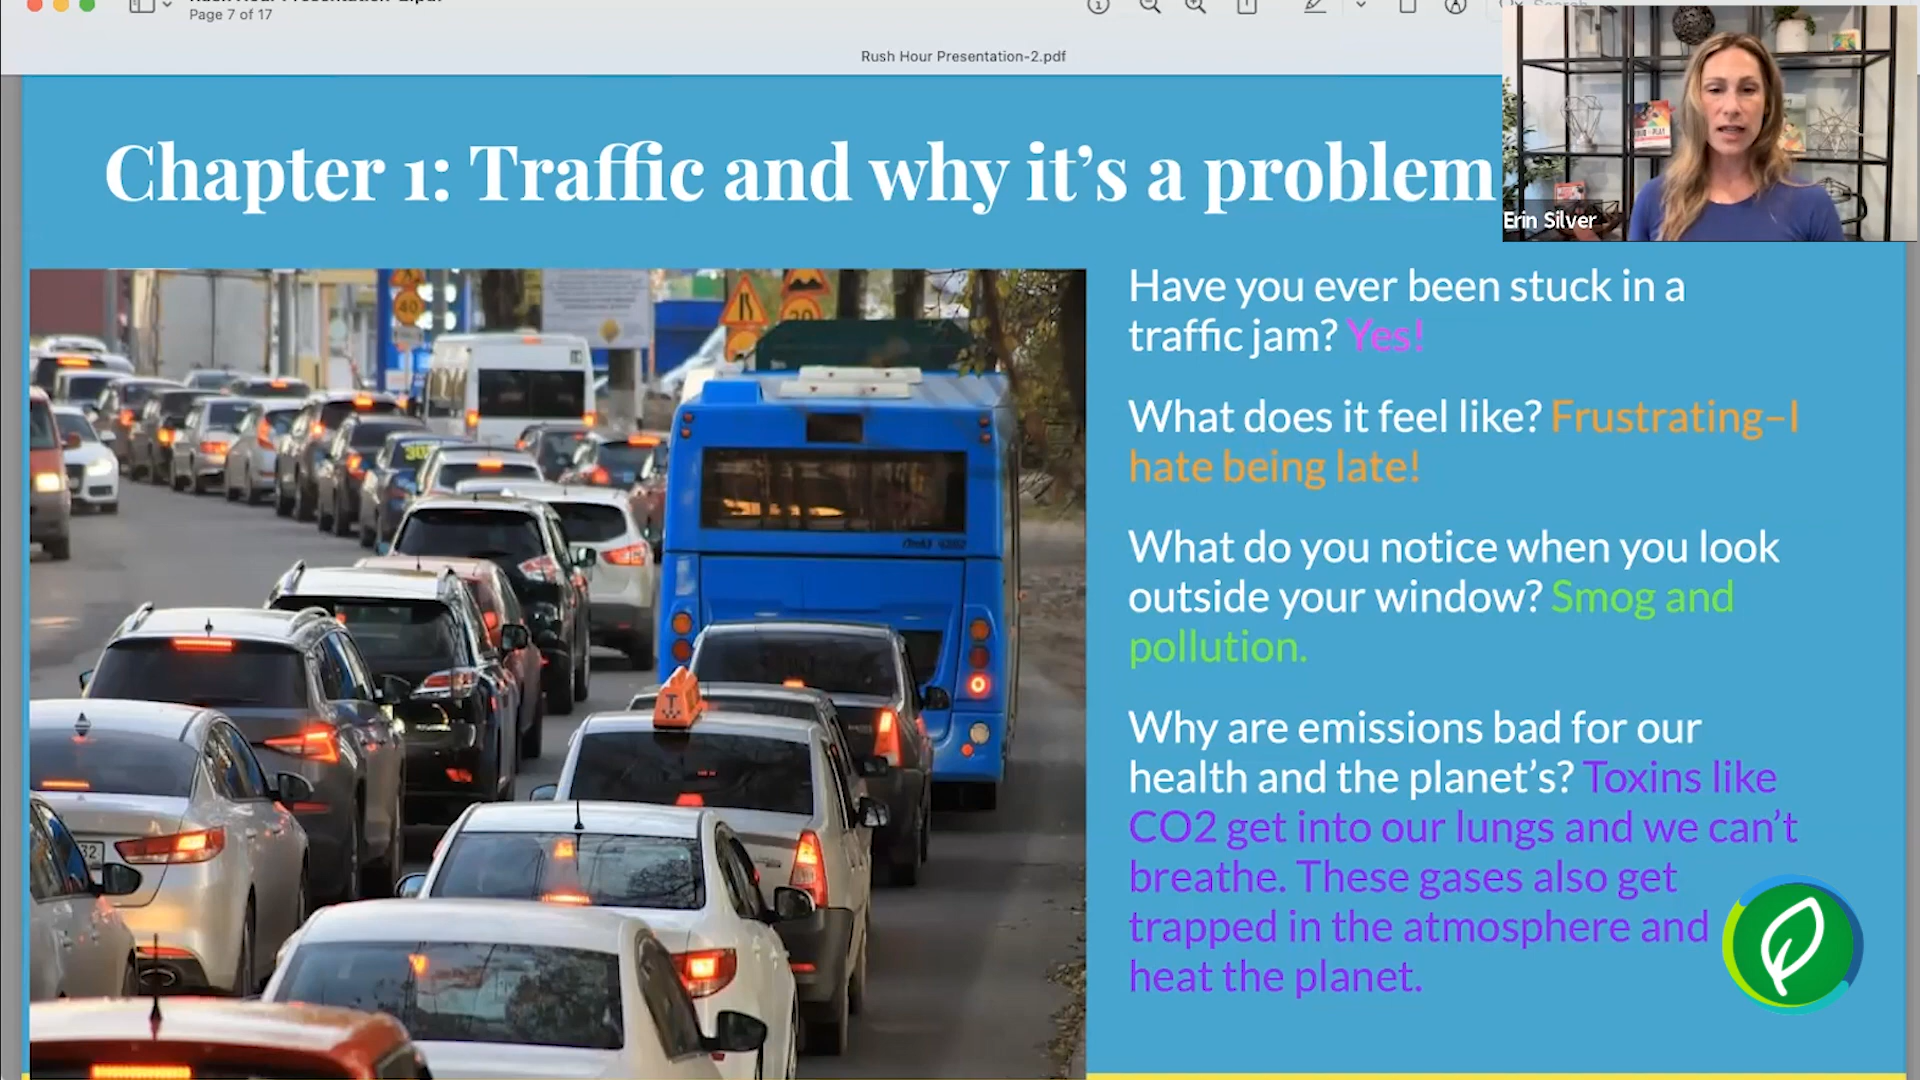 Page 7 of 17
Rush Hour Presentation-2.pdf
Search
Erin Silver
Chapter 1: Traffic and why it's a problem
Have you ever been stuck in a
traffic jam? Yes!
What does it feel like? Frustrating–I
hate being late!
What do you notice when you look
outside your window? Smog and
pollution.
Why are emissions bad for our
health and the planet's? Toxins like
CO2 get into our lungs and we can't
breathe. These gases also get
trapped in the atmosphere and
heat the planet.
40
T
32